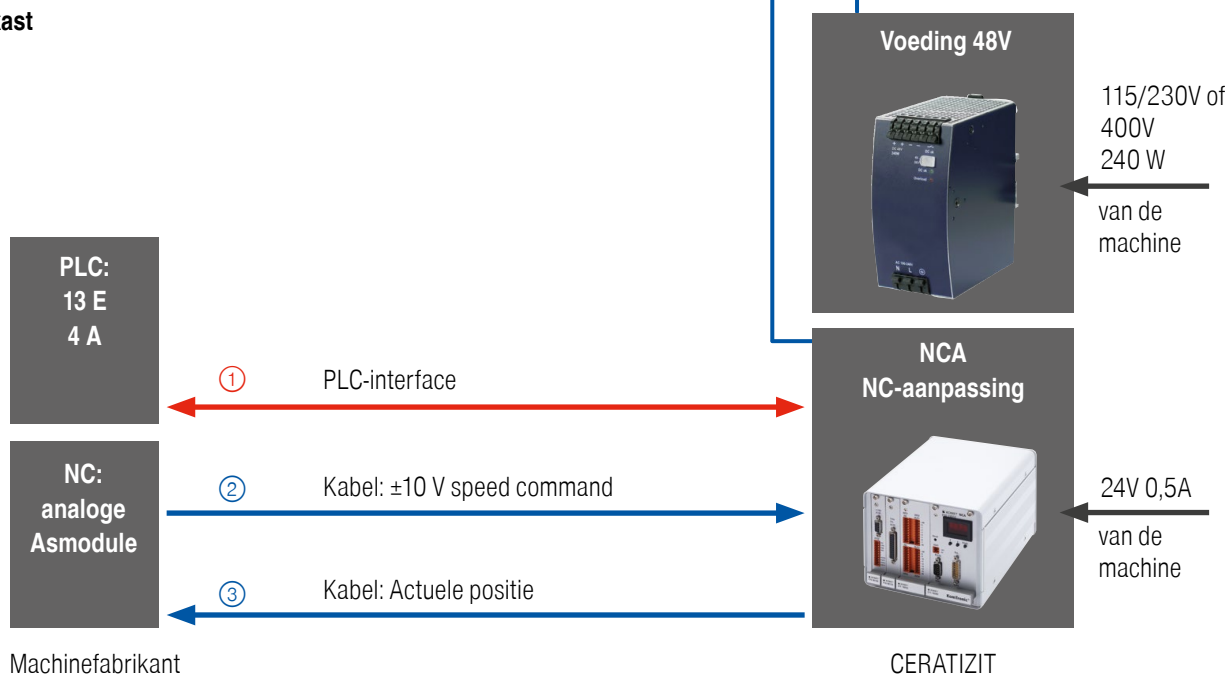 Voeding 48V
115/230V of
400V
240 W
van de
machine
PLC:
13 E
4 A
① PLC-interface
NCA
NC-aanpassing
NC:
analoge
Asmodule
② Kabel: ±10 V speed command
24V 0,5A
van de
machine
③ Kabel: Actuele positie
Machinefabrikant
CERATIZIT